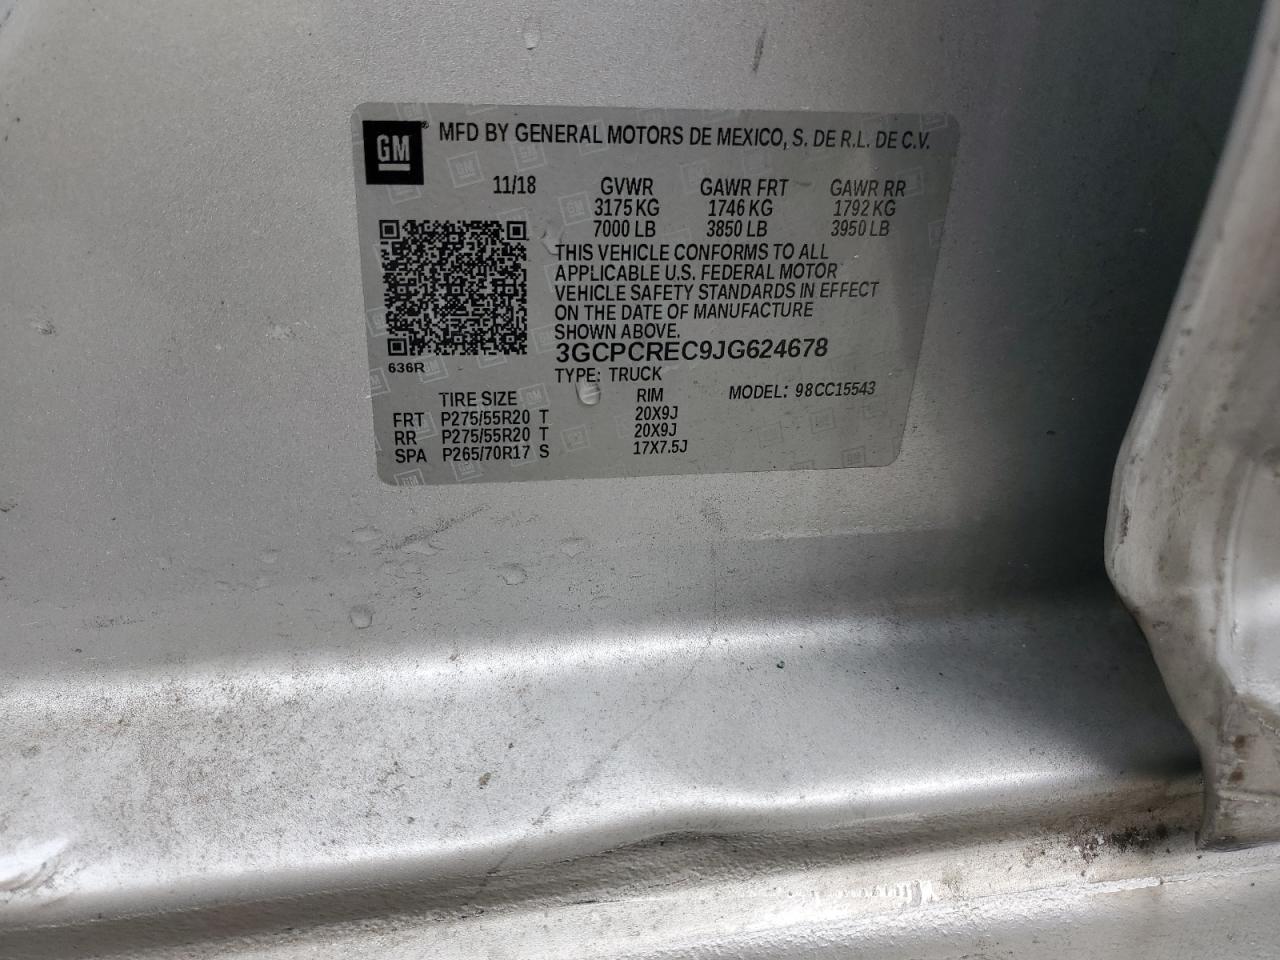 GM ® MFD BY GENERAL MOTORS DE MEXICO, S. DE R.L. DE C.V.
11/18 GVWR GAWR FRT GAWR RR
3175 KG 1746 KG 1792 KG
7000 LB 3850 LB 3950 LB
THIS VEHICLE CONFORMS TO ALL
APPLICABLE U.S. FEDERAL MOTOR
VEHICLE SAFETY STANDARDS IN EFFECT
ON THE DATE OF MANUFACTURE
SHOWN ABOVE.
3GCPCREC9JG624678
636R
TYPE: TRUCK
MODEL: 98CC15543
TIRE SIZE RIM
FRT P275/55R20 T 20X9J
RR P275/55R20 T 20X9J
SPA P265/70R17 S 17X7.5J